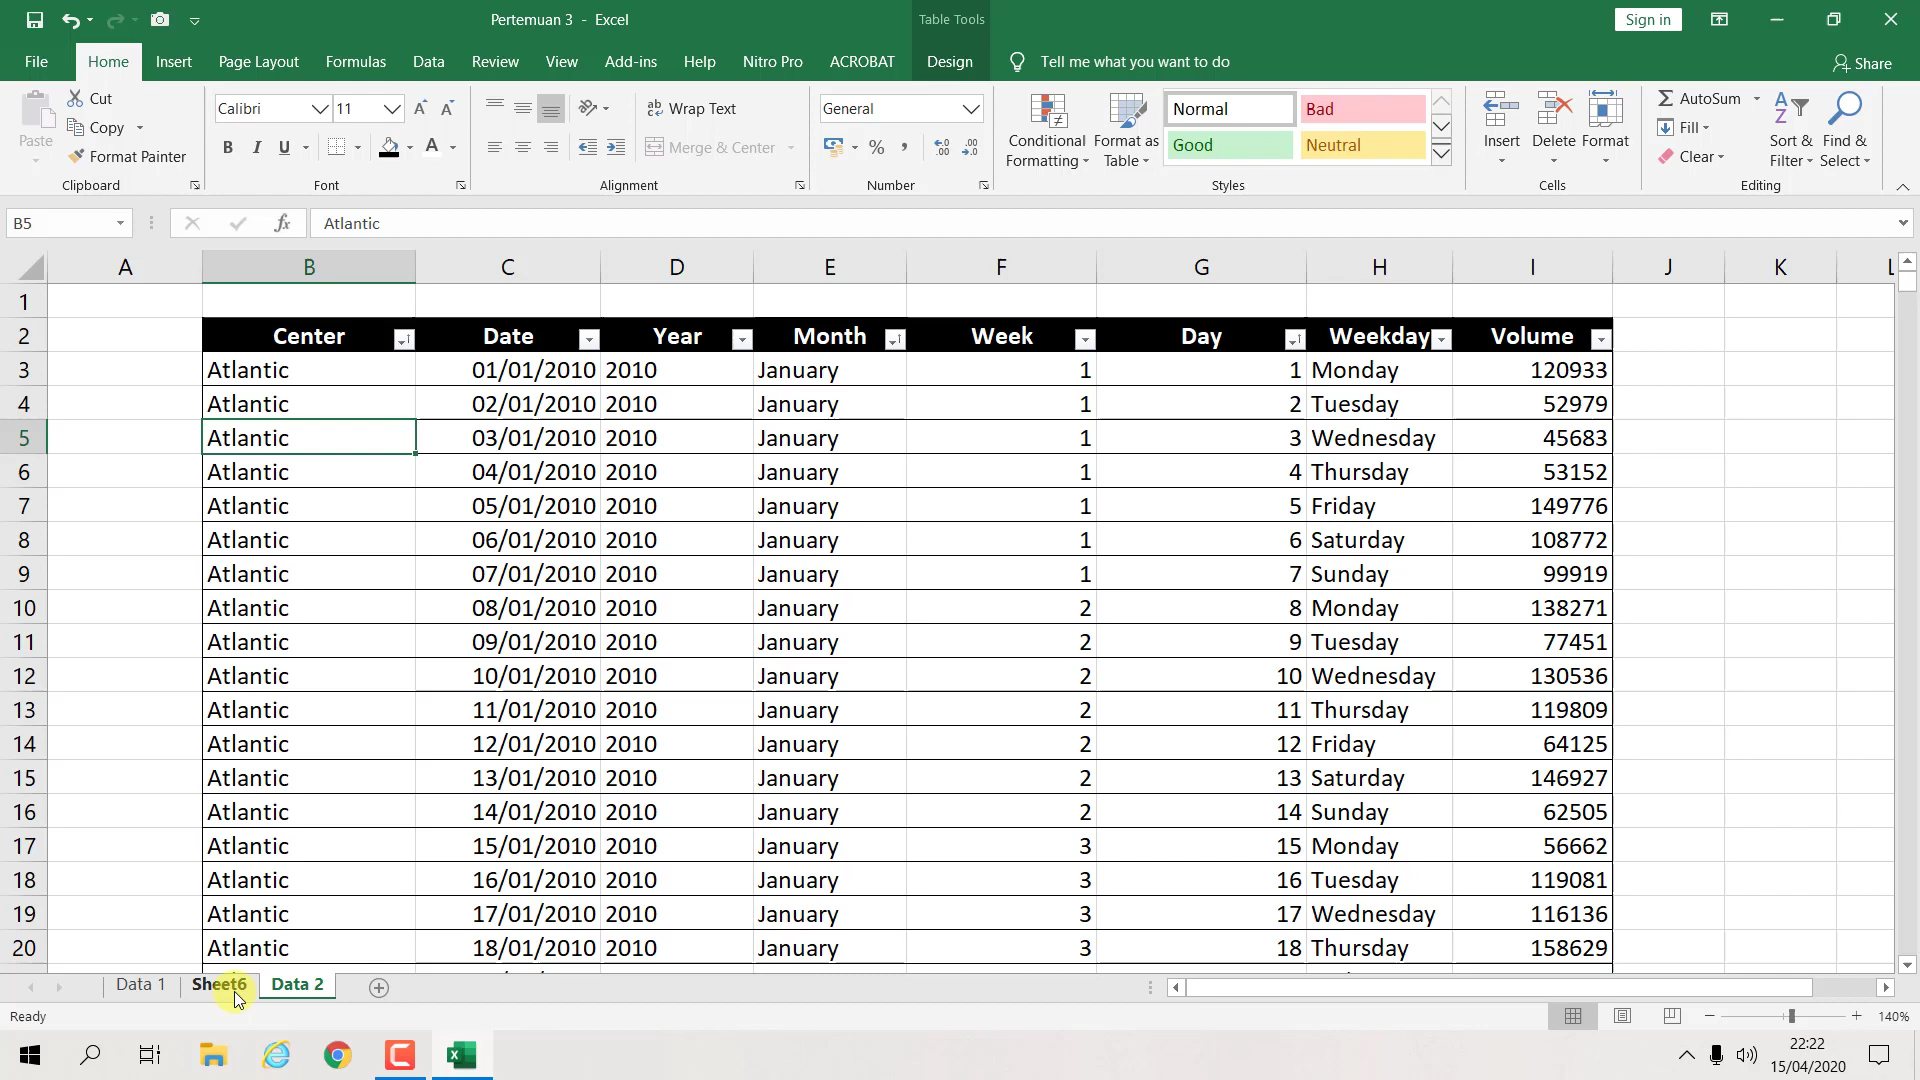 Pertemuan 3 - Excel
Table Tools
Sign in
File Home Insert Page Layout Formulas Data Review View Add-ins Help Nitro Pro ACROBAT Design Tell me what you want to do Share
Paste
Cut
Copy
Format Painter
Clipboard
Calibri 11
B I U A
Font
Wrap Text
Merge & Center
Alignment
General
Number
Conditional Formatting
Format as Table
Normal Bad
Good Neutral
Styles
Insert Delete Format
Cells
AutoSum
Fill
Clear
Sort & Filter
Find & Select
Editing
B5 fx Atlantic
A B C D E F G H I J K L
1
2 Center Date Year Month Week Day Weekday Volume
3 Atlantic 01/01/2010 2010 January 1 1 Monday 120933
4 Atlantic 02/01/2010 2010 January 1 2 Tuesday 52979
5 Atlantic 03/01/2010 2010 January 1 3 Wednesday 45683
6 Atlantic 04/01/2010 2010 January 1 4 Thursday 53152
7 Atlantic 05/01/2010 2010 January 1 5 Friday 149776
8 Atlantic 06/01/2010 2010 January 1 6 Saturday 108772
9 Atlantic 07/01/2010 2010 January 1 7 Sunday 99919
10 Atlantic 08/01/2010 2010 January 2 8 Monday 138271
11 Atlantic 09/01/2010 2010 January 2 9 Tuesday 77451
12 Atlantic 10/01/2010 2010 January 2 10 Wednesday 130536
13 Atlantic 11/01/2010 2010 January 2 11 Thursday 119809
14 Atlantic 12/01/2010 2010 January 2 12 Friday 64125
15 Atlantic 13/01/2010 2010 January 2 13 Saturday 146927
16 Atlantic 14/01/2010 2010 January 2 14 Sunday 62505
17 Atlantic 15/01/2010 2010 January 3 15 Monday 56662
18 Atlantic 16/01/2010 2010 January 3 16 Tuesday 119081
19 Atlantic 17/01/2010 2010 January 3 17 Wednesday 116136
20 Atlantic 18/01/2010 2010 January 3 18 Thursday 158629
Data 1 Sheet6 Data 2
Ready 140%
22:22
15/04/2020